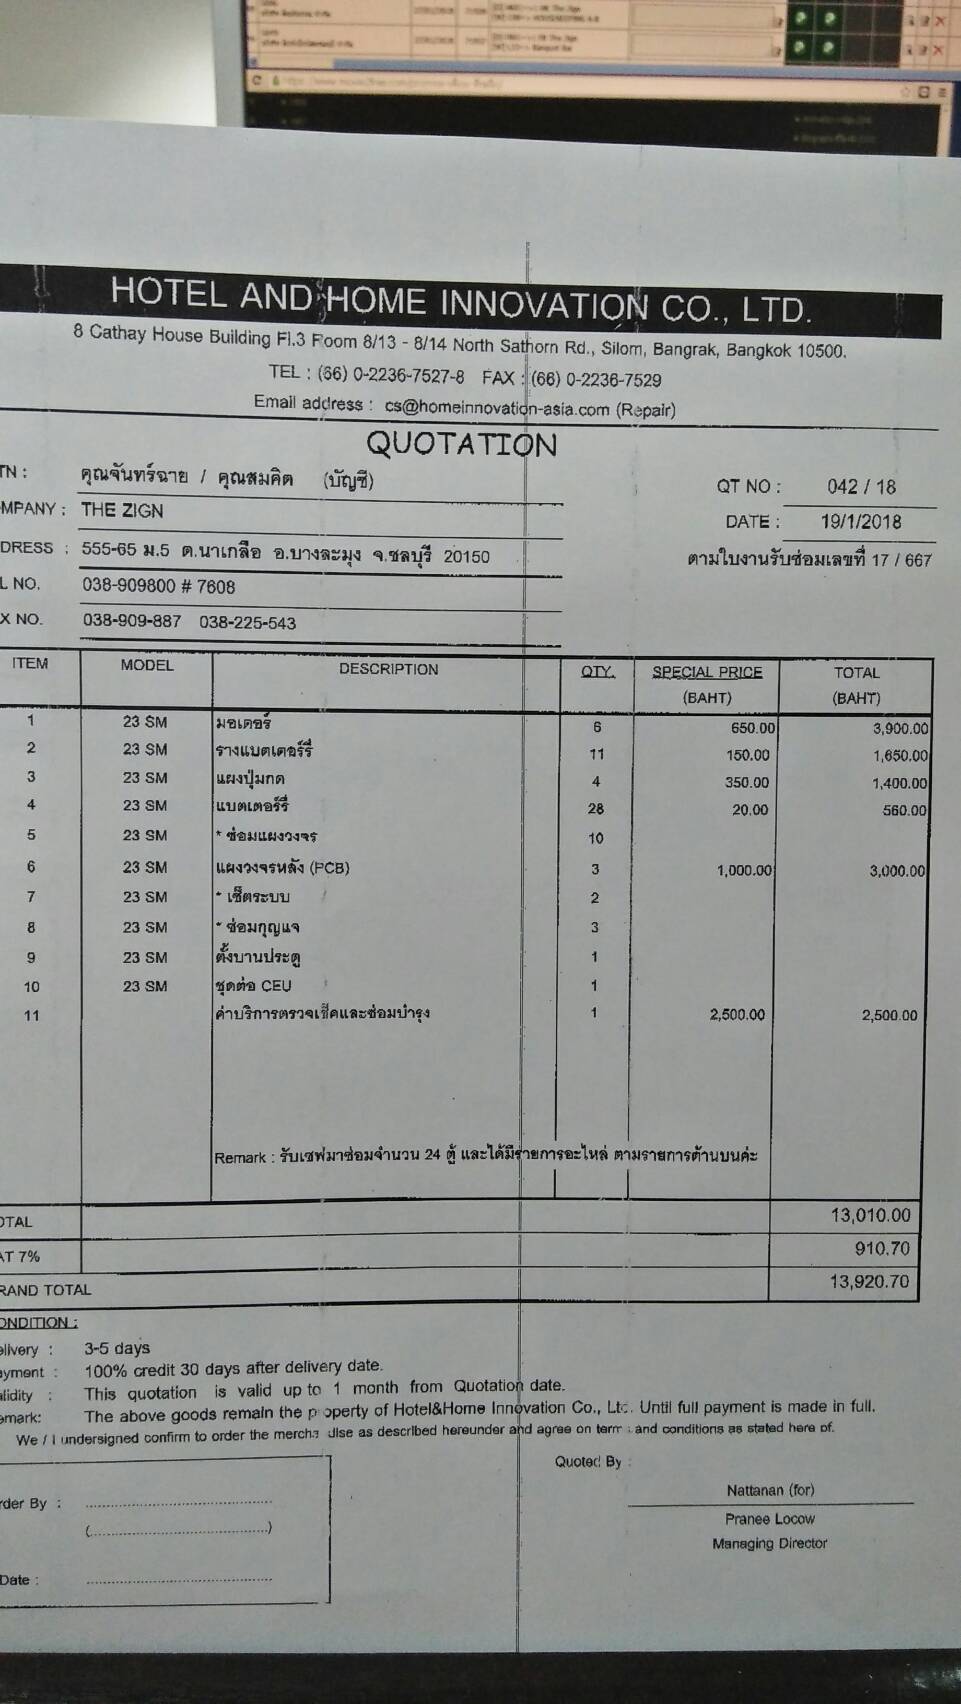 HOTEL AND HOME INNOVATION CO., LTD.
8 Cathay House Building Fl.3 Room 8/13 - 8/14 North Sathorn Rd., Silom, Bangrak, Bangkok 10500.
TEL : (66) 0-2236-7527-8 FAX : (66) 0-2236-7529
Email address : cs@homeinnovation-asia.com (Repair)
QUOTATION
TN : คุณจันทร์ฉาย / คุณสมคิด (บัญชี)
QT NO : 042 / 18
MPANY : THE ZIGN
DATE : 19/1/2018
DRESS : 555-65 ม.5 ต.นาเกลือ อ.บางละมุง จ.ชลบุรี 20150
ตามใบงานรับซ่อมเลขที่ 17 / 667
L NO. 038-909800 # 7608
X NO. 038-909-887 038-225-543
ITEM MODEL DESCRIPTION QTY. SPECIAL PRICE (BAHT) TOTAL (BAHT)
1 23 SM มอเตอร์ 6 650.00 3,900.00
2 23 SM รางแบตเตอร์รี่ 11 150.00 1,650.00
3 23 SM แผงปุ่มกด 4 350.00 1,400.00
4 23 SM แบตเตอร์รี่ 28 20.00 560.00
5 23 SM * ซ่อมแผงวงจร 10
6 23 SM แผงวงจรหลัง (PCB) 3 1,000.00 3,000.00
7 23 SM * เซ็ตระบบ 2
8 23 SM * ซ่อมกุญแจ 3
9 23 SM ตั้งบานประตู 1
10 23 SM ชุดต่อ CEU 1
11 ค่าบริการตรวจเช็คและซ่อมบำรุง 1 2,500.00 2,500.00
Remark : รับเซฟมาซ่อมจำนวน 24 ตู้ และได้มีรายการอะไหล่ ตามรายการด้านบนค่ะ
OTAL 13,010.00
AT 7% 910.70
RAND TOTAL 13,920.70
ONDITION :
elivery : 3-5 days
ayment : 100% credit 30 days after delivery date.
alidity : This quotation is valid up to 1 month from Quotation date.
emark: The above goods remain the property of Hotel&Home Innovation Co., Ltd. Until full payment is made in full.
We / I undersigned confirm to order the merchandise as described hereunder and agree on term and conditions as stated here of.
Quoted By :
Nattanan (for)
rder By :
Pranee Locow
Managing Director
Date :